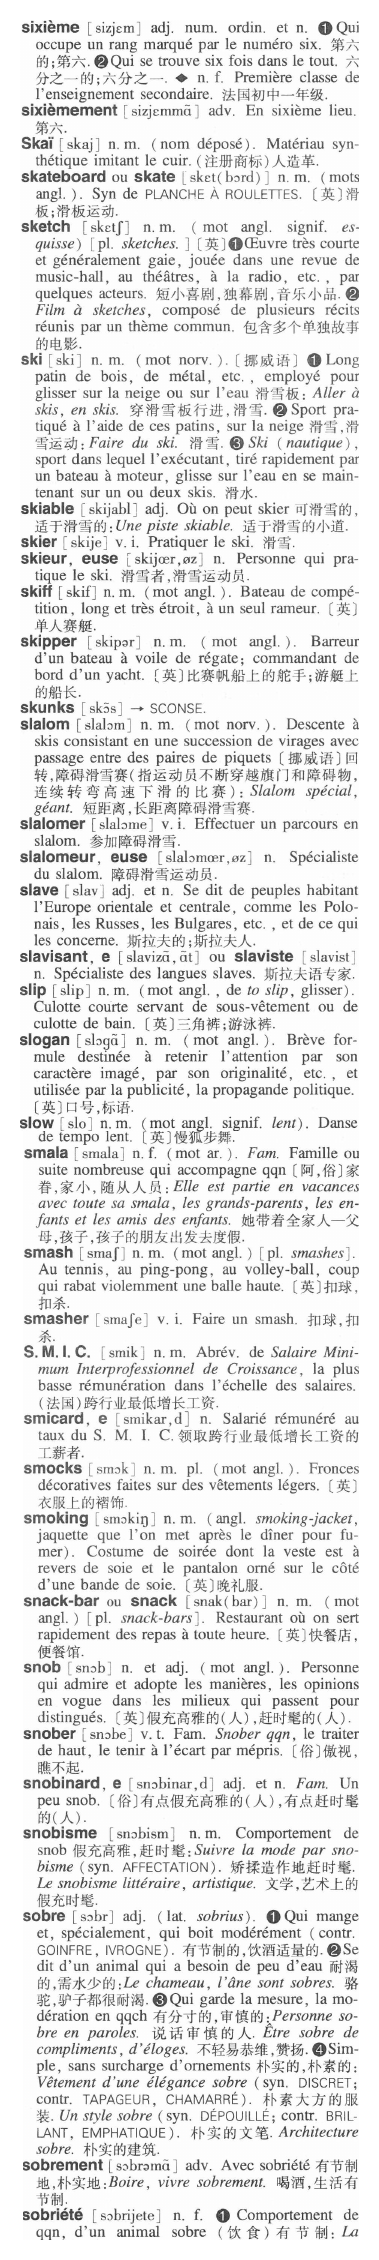 sixième [sizjɛm] adj. num. ordin. et n. ❶ Qui
occupe un rang marqué par le numéro six. 第六
的;第六. ❷ Qui se trouve six fois dans le tout. 六
分之一的;六分之一. ◆ n. f. Première classe de
l'enseignement secondaire. 法国初中一年级.
sixièmement [sizjɛmmɑ̃] adv. En sixième lieu.
第六.
Skaï [skaj] n. m. (nom déposé). Matériau syn-
thétique imitant le cuir. (注册商标)人造革.
skateboard ou skate [skɛt(bɔrd)] n. m. (mots
angl.). Syn de PLANCHE À ROULETTES. 〔英〕滑
板;滑板运动.
sketch [skɛtʃ] n. m. (mot angl. signif. es-
quisse) [pl. sketches.] 〔英〕❶ Œuvre très courte
et généralement gaie, jouée dans une revue de
music-hall, au théâtres, à la radio, etc., par
quelques acteurs. 短小喜剧,独幕剧,音乐小品. ❷
Film à sketches, composé de plusieurs récits
réunis par un thème commun. 包含多个单独故事
的电影.
ski [ski] n. m. (mot norv.). [挪威语] ❶ Long
patin de bois, de métal, etc., employé pour
glisser sur la neige ou sur l'eau 滑雪板: Aller à
skis, en skis. 穿滑雪板行进,滑雪. ❷ Sport pra-
tiqué à l'aide de ces patins, sur la neige 滑雪,滑
雪运动: Faire du ski. 滑雪. ❸ Ski (nautique),
sport dans lequel l'exécutant, tiré rapidement par
un bateau à moteur, glisse sur l'eau en se main-
tenant sur un ou deux skis. 滑水.
skiable [skijabl] adj. Où on peut skier 可滑雪的,
适于滑雪的: Une piste skiable. 适于滑雪的小道.
skier [skije] v. i. Pratiquer le ski. 滑雪.
skieur, euse [skijœr,øz] n. Personne qui pra-
tique le ski. 滑雪者,滑雪运动员.
skiff [skif] n. m. (mot angl.). Bateau de compé-
tition, long et très étroit, à un seul rameur. 〔英〕
单人赛艇.
skipper [skipər] n. m. (mot angl.). Barreur
d'un bateau à voile de régate; commandant de
bord d'un yacht. 〔英〕比赛帆船上的舵手;游艇上
的船长.
skunks [skɔ̃s] → SCONSE.
slalom [slalɔm] n. m. (mot norv.). Descente à
skis consistant en une succession de virages avec
passage entre des paires de piquets 〔挪威语〕回
转,障碍滑雪赛(指运动员不断穿越旗门和障碍物,
连续转弯高速下滑的比赛): Slalom spécial,
géant. 短距离,长距离障碍滑雪赛.
slalomer [slalɔme] v. i. Effectuer un parcours en
slalom. 参加障碍滑雪.
slalomeur, euse [slalɔmœr,øz] n. Spécialiste
du slalom. 障碍滑雪运动员.
slave [slav] adj. et n. Se dit de peuples habitant
l'Europe orientale et centrale, comme les Polo-
nais, les Russes, les Bulgares, etc., et de ce qui
les concerne. 斯拉夫的;斯拉夫人.
slavisant, e [slavizɑ̃,ɑ̃t] ou slaviste [slavist]
n. Spécialiste des langues slaves. 斯拉夫语专家.
slip [slip] n. m. (mot angl., de to slip, glisser).
Culotte courte servant de sous-vêtement ou de
culotte de bain. 〔英〕三角裤;游泳裤.
slogan [slɔgɑ̃] n. m. (mot angl.). Brève for-
mule destinée à retenir l'attention par son
caractère imagé, par son originalité, etc., et
utilisée par la publicité, la propagande politique.
〔英〕口号,标语.
slow [slo] n. m. (mot angl. signif. lent). Danse
de tempo lent. 〔英〕慢狐步舞.
smala [smala] n. f. (mot ar.). Fam. Famille ou
suite nombreuse qui accompagne qqn 〔阿,俗〕家
眷,家小,随从人员: Elle est partie en vacances
avec toute sa smala, les grands-parents, les en-
fants et les amis des enfants. 她带着全家人—父
母,孩子,孩子的朋友出发去度假.
smash [smaʃ] n. m. (mot angl.) [pl. smashes].
Au tennis, au ping-pong, au volley-ball, coup
qui rabat violemment une balle haute. 〔英〕扣球,
扣杀.
smasher [smaʃe] v. i. Faire un smash. 扣球,扣
杀.
S. M. I. C. [smik] n. m. Abrév. de Salaire Mini-
mum Interprofessionnel de Croissance, la plus
basse rémunération dans l'échelle des salaires.
(法国)跨行业最低增长工资.
smicard, e [smikar,d] n. Salarié rémunéré au
taux du S. M. I. C. 领取跨行业最低增长工资的
工薪者.
smocks [smɔk] n. m. pl. (mot angl.). Fronces
décoratives faites sur des vêtements légers. 〔英〕
衣服上的褶饰.
smoking [smɔkiŋ] n. m. (angl. smoking-jacket,
jaquette que l'on met après le dîner pour fu-
mer). Costume de soirée dont la veste est à
revers de soie et le pantalon orné sur le côté
d'une bande de soie. 〔英〕晚礼服.
snack-bar ou snack [snak(bar)] n. m. (mot
angl.) [pl. snack-bars]. Restaurant où on sert
rapidement des repas à toute heure. 〔英〕快餐店,
便餐馆.
snob [snɔb] n. et adj. (mot angl.). Personne
qui admire et adopte les manières, les opinions
en vogue dans les milieux qui passent pour
distingués. 〔英〕假充高雅的(人),赶时髦的(人).
snober [snɔbe] v. t. Fam. Snober qqn, le traiter
de haut, le tenir à l'écart par mépris. 〔俗〕傲视,
瞧不起.
snobinard, e [snɔbinar,d] adj. et n. Fam. Un
peu snob. 〔俗〕有点假充高雅的(人),有点赶时髦
的(人).
snobisme [snɔbism] n. m. Comportement de
snob 假充高雅,赶时髦: Suivre la mode par sno-
bisme (syn. AFFECTATION). 矫揉造作地赶时髦.
Le snobisme littéraire, artistique. 文学,艺术上的
假充时髦.
sobre [sɔbr] adj. (lat. sobrius). ❶ Qui mange
et, spécialement, qui boit modérément (contr.
GOINFRE, IVROGNE). 有节制的,饮酒适量的. ❷ Se
dit d'un animal qui a besoin de peu d'eau 耐渴
的,需水少的: Le chameau, l'âne sont sobres. 骆
驼,驴子都很耐渴. ❸ Qui garde la mesure, la mo-
dération en qqch 有分寸的,审慎的: Personne so-
bre en paroles. 说话审慎的人. Être sobre de
compliments, d'éloges. 不轻易恭维,赞扬. ❹ Sim-
ple, sans surcharge d'ornements 朴实的,朴素的:
Vêtement d'une élégance sobre (syn. DISCRET;
contr. TAPAGEUR, CHAMARRÉ). 朴素大方的服
装. Un style sobre (syn. DÉPOUILLÉ; contr. BRIL-
LANT, EMPHATIQUE). 朴实的文笔. Architecture
sobre. 朴实的建筑.
sobrement [sɔbrəmɑ̃] adv. Avec sobriété 有节制
地,朴实地: Boire, vivre sobrement. 喝酒,生活有
节制.
sobriété [sɔbrijete] n. f. ❶ Comportement de
qqn, d'un animal sobre (饮食)有节制: La